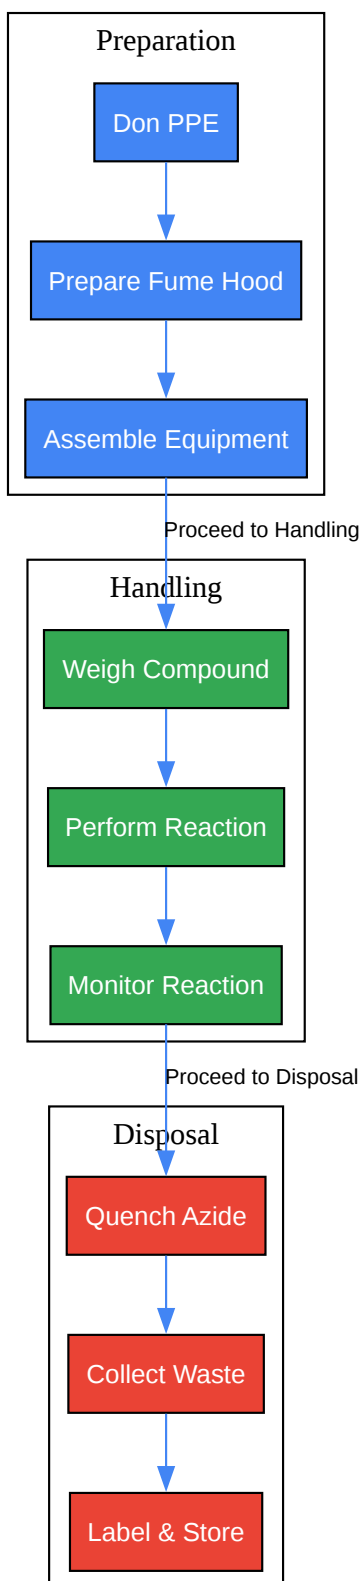 Preparation
Don PPE
Prepare Fume Hood
Assemble Equipment
Proceed to Handling
Handling
Weigh Compound
Perform Reaction
Monitor Reaction
Proceed to Disposal
Disposal
Quench Azide
Collect Waste
Label & Store